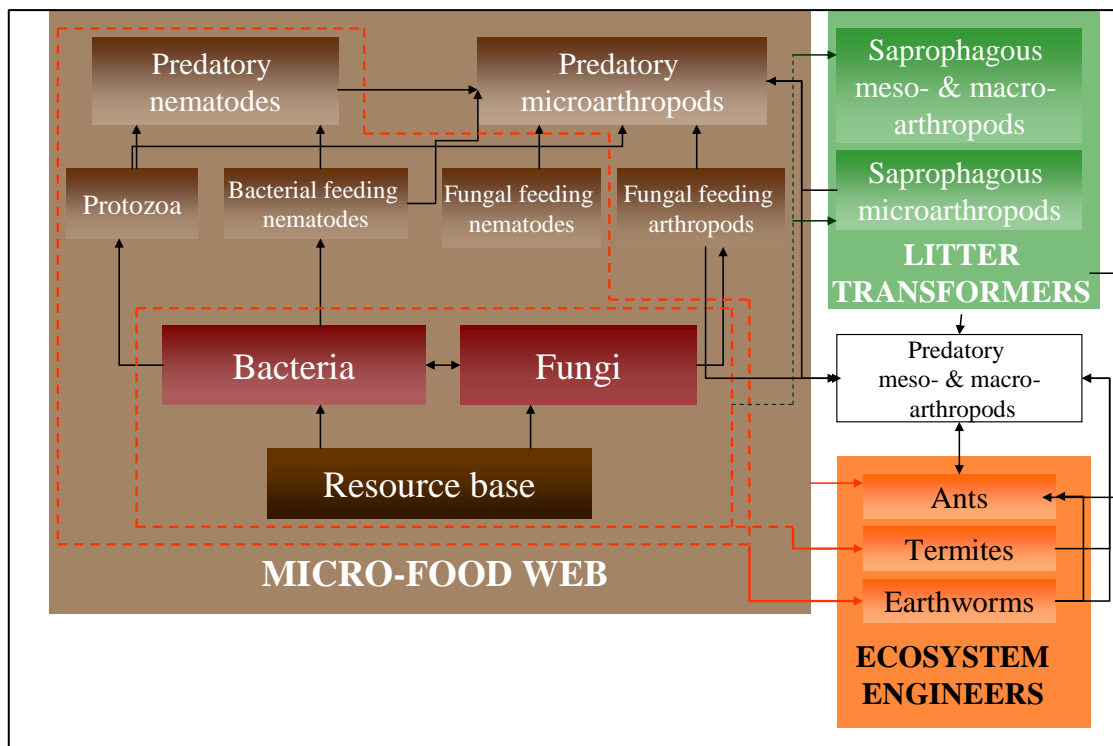 Predatory
nematodes
Predatory
microarthropods
Saprophagous
meso- & macro-
arthropods
Protozoa
Bacterial feeding
nematodes
Fungal feeding
nematodes
Fungal feeding
arthropods
Saprophagous
microarthropods
LITTER
TRANSFORMERS
Bacteria
Fungi
Predatory
meso- & macro-
arthropods
Resource base
Ants
Termites
Earthworms
MICRO-FOOD WEB
ECOSYSTEM
ENGINEERS